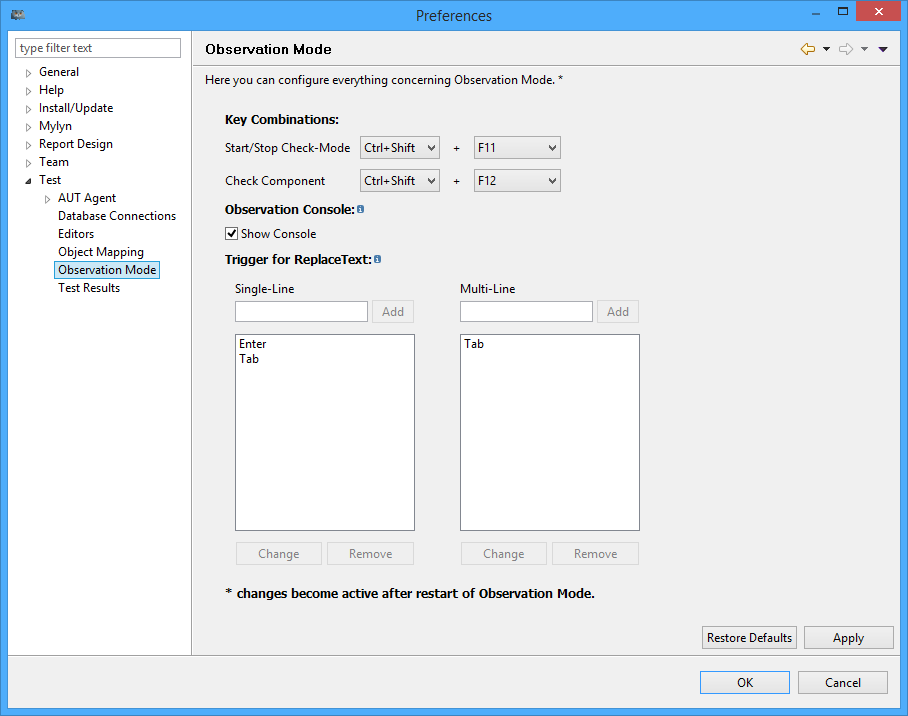 Preferences
type filter text
General
Help
Install/Update
Mylyn
Report Design
Team
Test
AUT Agent
Database Connections
Editors
Object Mapping
Observation Mode
Test Results
Observation Mode
Here you can configure everything concerning Observation Mode. *
Key Combinations:
Start/Stop Check-Mode Ctrl+Shift + F11
Check Component Ctrl+Shift + F12
Observation Console:
Show Console
Trigger for ReplaceText:
Single-Line Multi-Line
Add Add
Enter Tab
Tab
Change Remove Change Remove
* changes become active after restart of Observation Mode.
Restore Defaults Apply
OK Cancel